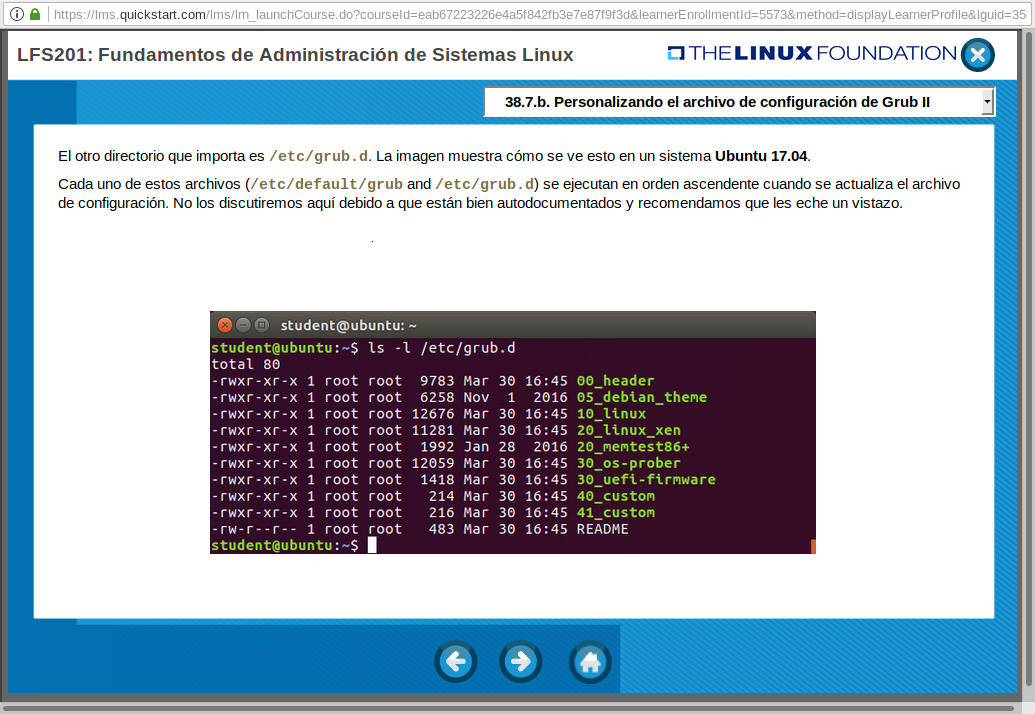 https://lms.quickstart.com/lms/lrn_launchCourse.do?courseId=eab67223226e4a5f842fb3e7e87f9f3d&learnerEnrollmentId=5573&method=displayLearnerProfile&lguid=35
LFS201: Fundamentos de Administración de Sistemas Linux
THE LINUX FOUNDATION
38.7.b. Personalizando el archivo de configuración de Grub II
El otro directorio que importa es /etc/grub.d. La imagen muestra cómo se ve esto en un sistema Ubuntu 17.04.
Cada uno de estos archivos (/etc/default/grub and /etc/grub.d) se ejecutan en orden ascendente cuando se actualiza el archivo
de configuración. No los discutiremos aquí debido a que están bien autodocumentados y recomendamos que les eche un vistazo.
.
student@ubuntu: ~
student@ubuntu:~$ ls -l /etc/grub.d
total 80
-rwxr-xr-x 1 root root  9783 Mar 30 16:45 00_header
-rwxr-xr-x 1 root root  6258 Nov  1  2016 05_debian_theme
-rwxr-xr-x 1 root root 12676 Mar 30 16:45 10_linux
-rwxr-xr-x 1 root root 11281 Mar 30 16:45 20_linux_xen
-rwxr-xr-x 1 root root  1992 Jan 28  2016 20_memtest86+
-rwxr-xr-x 1 root root 12059 Mar 30 16:45 30_os-prober
-rwxr-xr-x 1 root root  1418 Mar 30 16:45 30_uefi-firmware
-rwxr-xr-x 1 root root   214 Mar 30 16:45 40_custom
-rwxr-xr-x 1 root root   216 Mar 30 16:45 41_custom
-rw-r--r-- 1 root root   483 Mar 30 16:45 README
student@ubuntu:~$